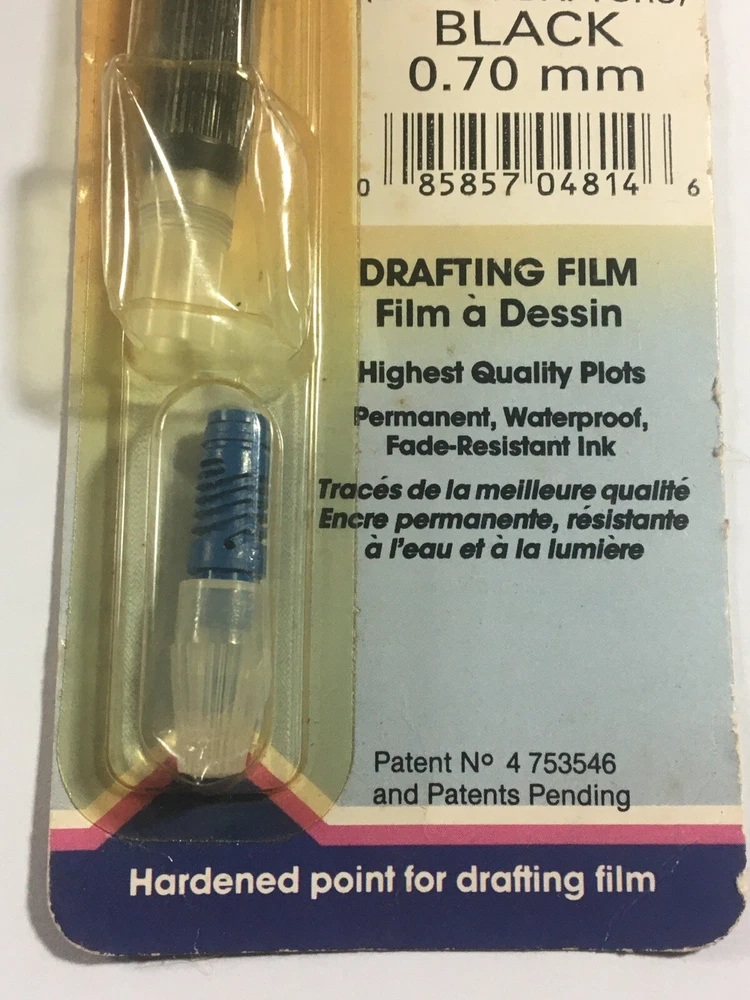 BLACK
0.70 mm
0 85857 04814 6
DRAFTING FILM
Film à Dessin
Highest Quality Plots
Permanent, Waterproof,
Fade-Resistant Ink
Tracés de la meilleure qualité
Encre permanente, résistante
à l'eau et à la lumière
Patent Nº 4 753546
and Patents Pending
Hardened point for drafting film